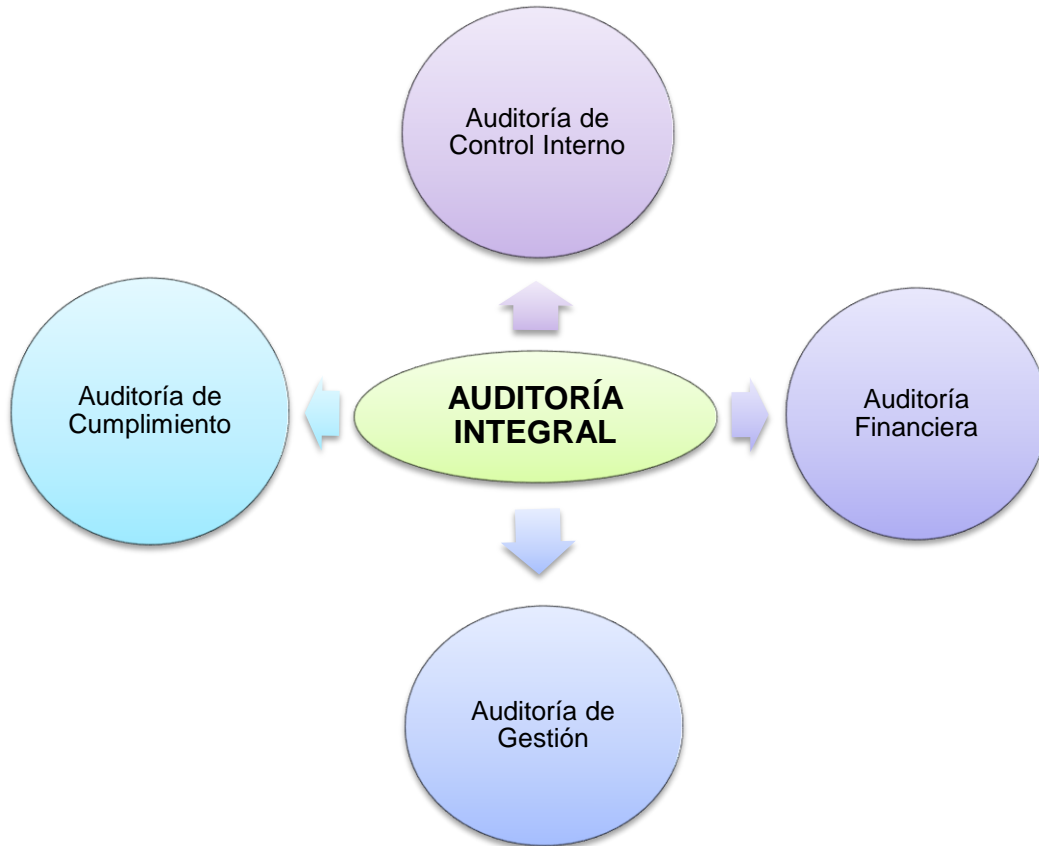 Auditoría de
Control Interno
Auditoría de
Cumplimiento
AUDITORÍA
INTEGRAL
Auditoría
Financiera
Auditoría de
Gestión